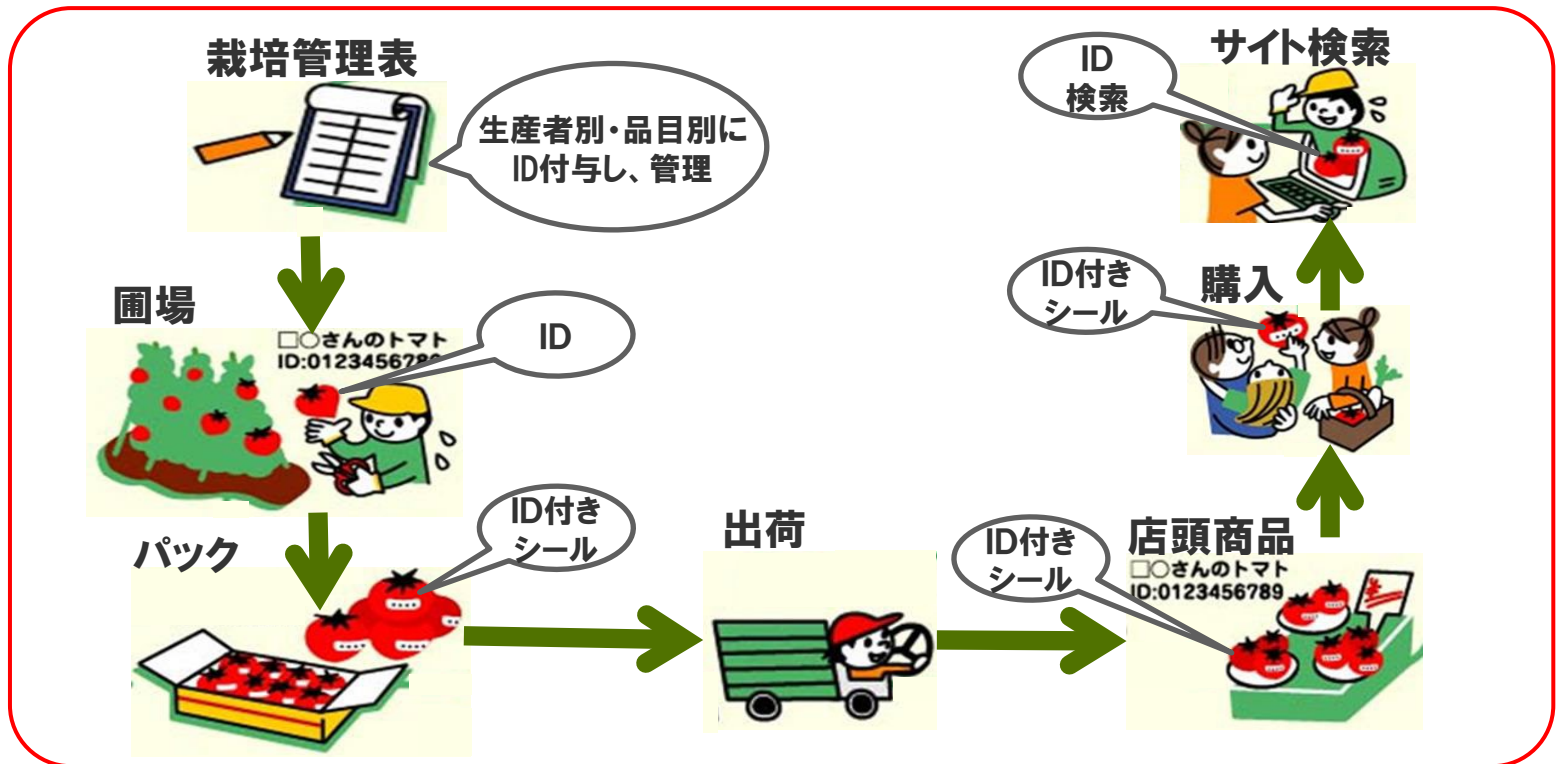 栽培管理表
生産者別・品目別に
ID付与し、管理
圃場
□○さんのトマト
ID:0123456789
ID
パック
ID付き
シール
出荷
ID付き
シール
店頭商品
□○さんのトマト
ID:0123456789
購入
ID付き
シール
サイト検索
ID
検索